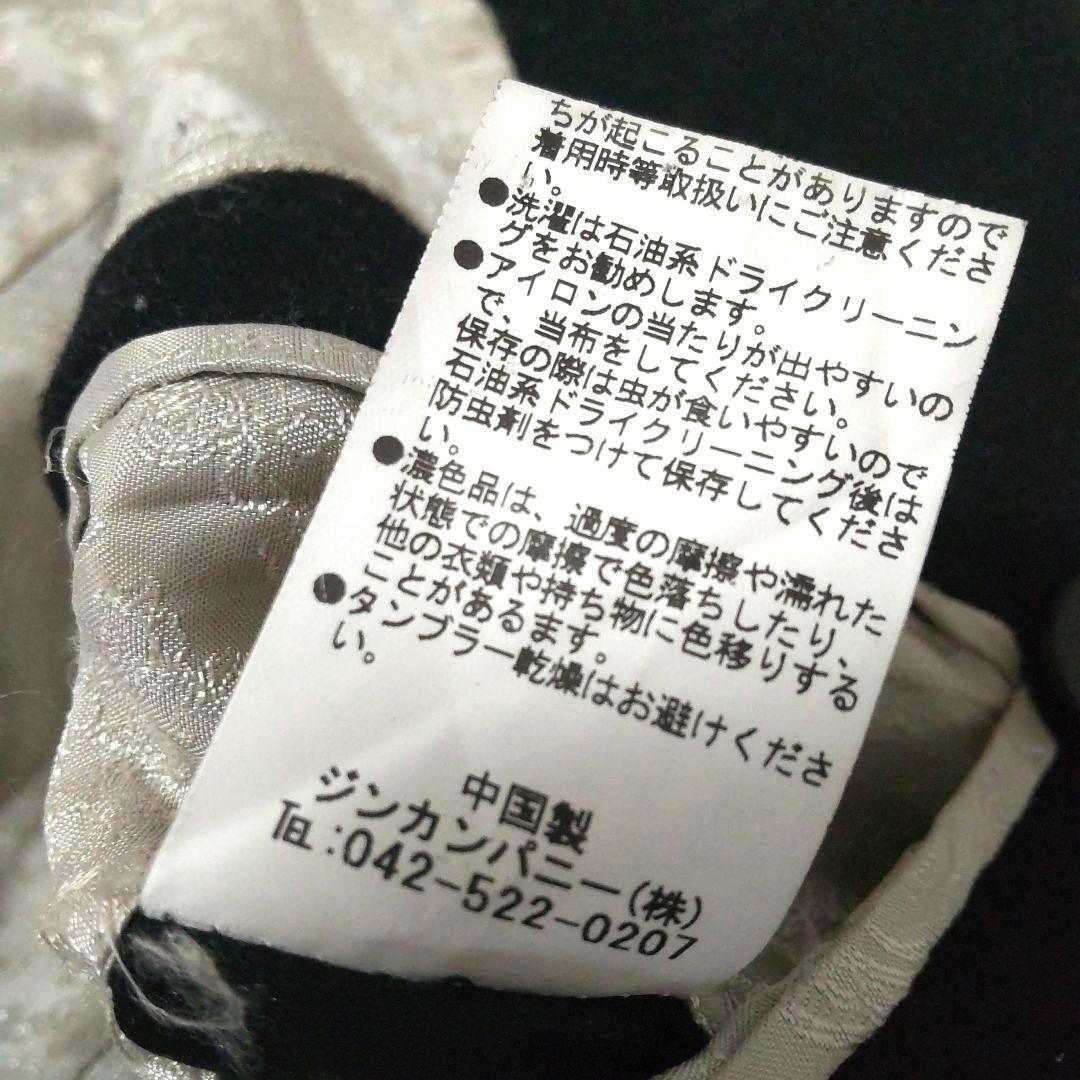 ちが起こることがありますので
着用時等取扱いにご注意くださ
い。
●洗濯は石油系ドライクリーニン
グをお勧めします。
●アイロンの当たりが出やすいの
で、当布をしてください。
保存の際は虫が食いやすいので
石油系ドライクリーニング後は
防虫剤をつけて保存してくださ
い。
●濃色品は、過度の摩擦や濡れた
状態での摩擦で色落ちしたり、
他の衣類や持ち物に色移りする
ことがあるます。
●タンブラー乾燥はお避けくださ
い。
中国製
ジンカンパニー(株)
TEL:042-522-0207